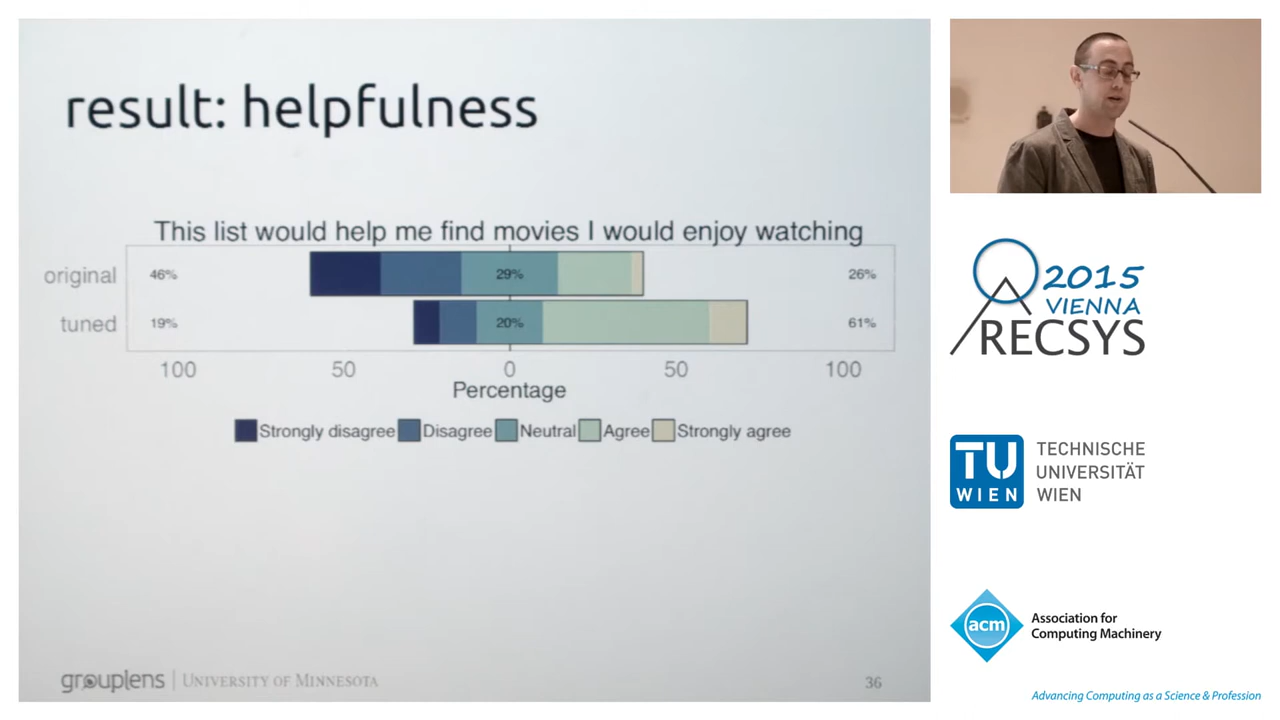 result: helpfulness
This list would help me find movies I would enjoy watching
original 46% 29% 26%
tuned 19% 20% 61%
100 50 0 50 100
Percentage
Strongly disagree Disagree Neutral Agree Strongly agree
grouplens | UNIVERSITY OF MINNESOTA 36
2015
VIENNA
RECSYS
TU
WIEN
TECHNISCHE
UNIVERSITÄT
WIEN
acm
Association for
Computing Machinery
Advancing Computing as a Science & Profession